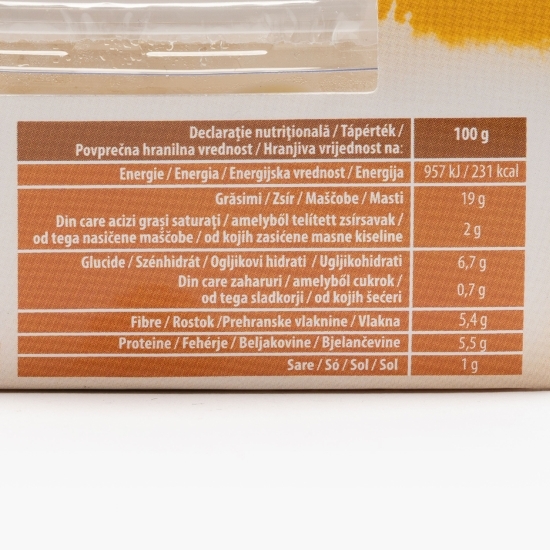 Declarație nutrițională / Tápérték /
Povprečna hranilna vrednost / Hranjiva vrijednost na:
100 g
Energie / Energia / Energijska vrednost / Energija
957 kJ / 231 kcal
Grăsimi / Zsír / Maščobe / Masti
19 g
Din care acizi grași saturați / amelyből telített zsírsavak /
od tega nasičene maščobe / od kojih zasićene masne kiseline
2 g
Glucide / Szénhidrát / Ogljikovi hidrati / Ugljikohidrati
6,7 g
Din care zaharuri / amelyből cukrok /
od tega sladkorji / od kojih šećeri
0,7 g
Fibre / Rostok /Prehranske vlaknine / Vlakna
5,4 g
Proteine / Fehérje / Beljakovine / Bjelančevine
5,5 g
Sare / Só / Sol / Sol
1 g